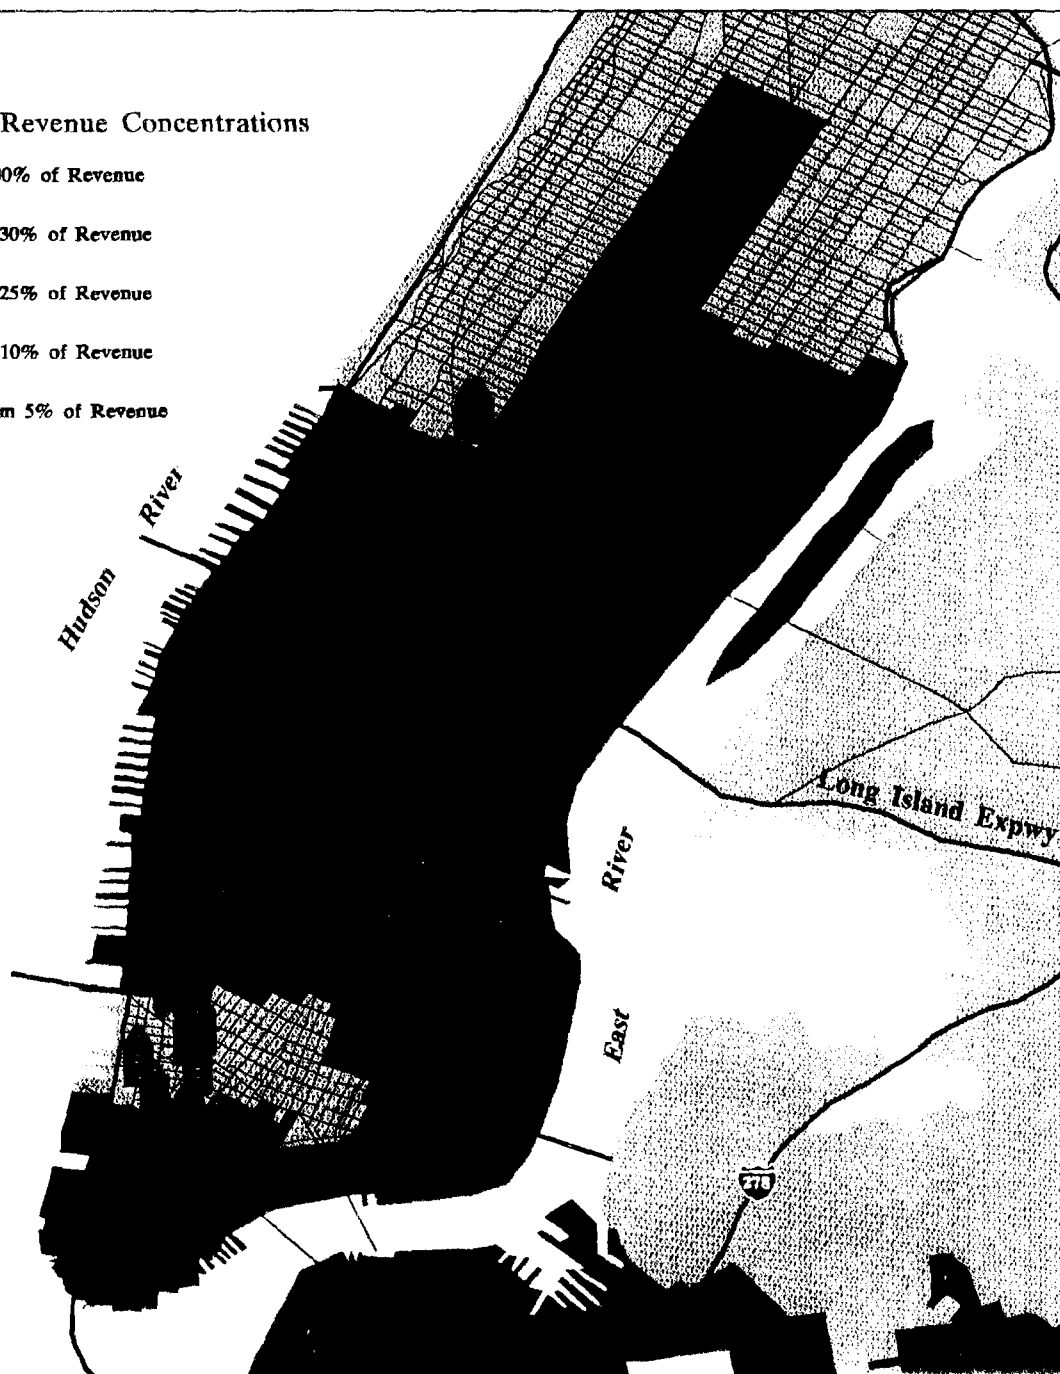 Revenue Concentrations
0% of Revenue
30% of Revenue
25% of Revenue
10% of Revenue
m 5% of Revenue
Hudson River
Long Island Expwy
East River
278